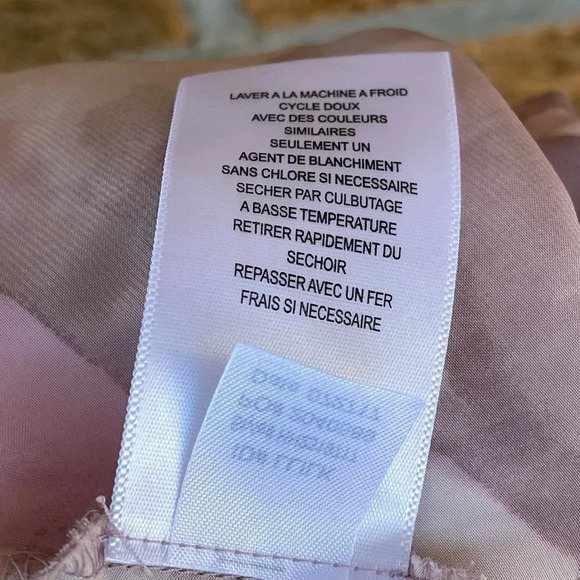 LAVER A LA MACHINE A FROID
CYCLE DOUX
AVEC DES COULEURS
SIMILAIRES
SEULEMENT UN
AGENT DE BLANCHIMENT
SANS CHLORE SI NECESSAIRE
SECHER PAR CULBUTAGE
A BASSE TEMPERATURE
RETIRER RAPIDEMENT DU
SECHOIR
REPASSER AVEC UN FER
FRAIS SI NECESSAIRE